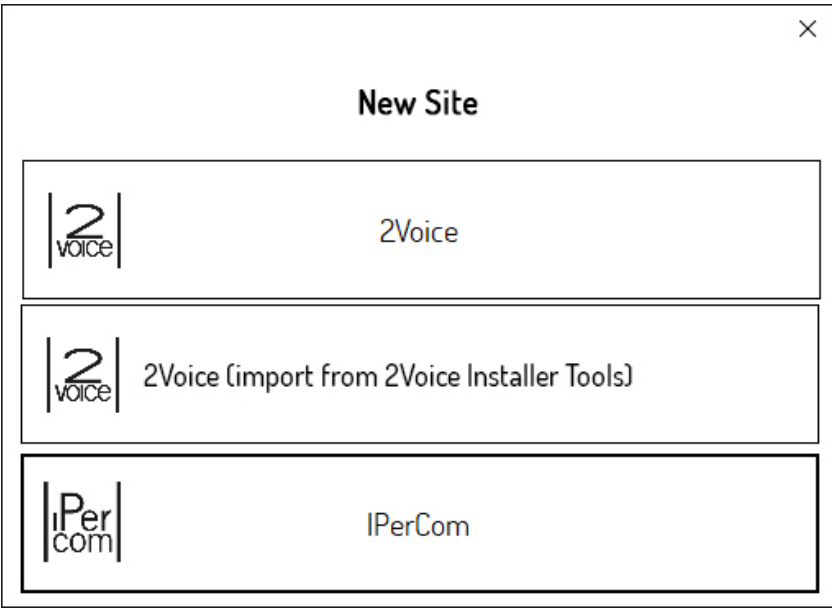 New Site
2
VOICE
2Voice
2
VOICE
2Voice (import from 2Voice Installer Tools)
iPer
com
IPerCom